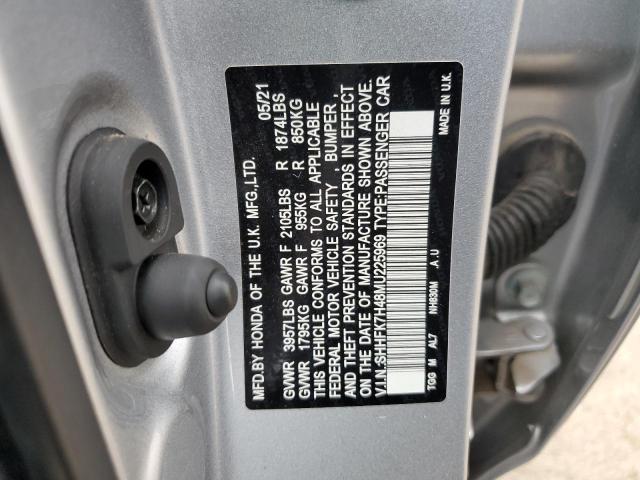 MFD.BY HONDA OF THE U.K. MFG.,LTD. 05/21
GVWR 3957LBS GAWR F 2105LBS R 1874LBS
GVWR 1795KG GAWR F 955KG R 850KG
THIS VEHICLE CONFORMS TO ALL APPLICABLE
FEDERAL MOTOR VEHICLE SAFETY , BUMPER ,
AND THEFT PREVENTION STANDARDS IN EFFECT
ON THE DATE OF MANUFACTURE SHOWN ABOVE.
V.I.N.:SHHFK7H48MU225969 TYPE:PASSENGER CAR
TGG M AL7 NH830M .A .U MADE IN U.K.